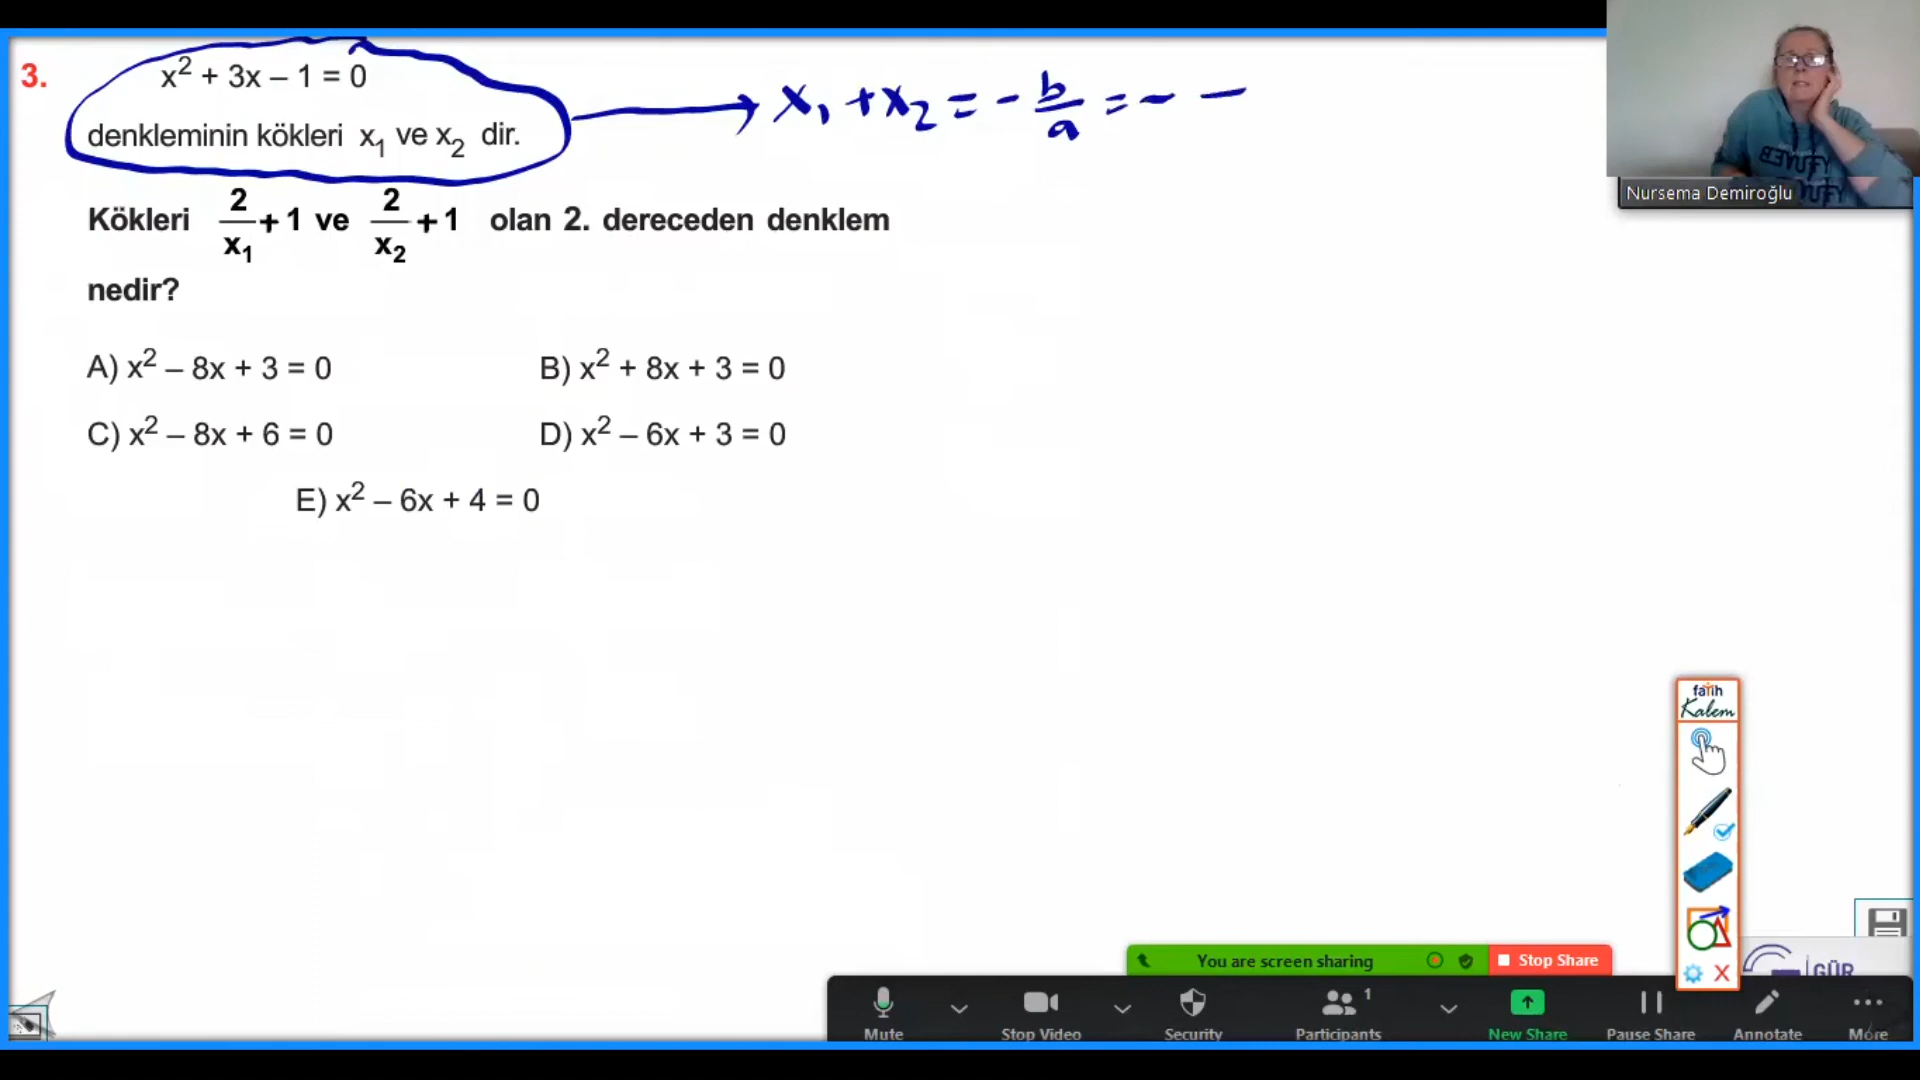 3.
x² + 3x – 1 = 0
denkleminin kökleri x₁ ve x₂ dir.
x₁ + x₂ = - b/a = - -
Nursema Demiroğlu
Kökleri 2/x₁ + 1 ve 2/x₂ + 1 olan 2. dereceden denklem
nedir?
A) x² – 8x + 3 = 0
B) x² + 8x + 3 = 0
C) x² – 8x + 6 = 0
D) x² – 6x + 3 = 0
E) x² – 6x + 4 = 0
fatih
Kalem
GÜR
You are screen sharing
Stop Share
1
Mute
Stop Video
Security
Participants
New Share
Pause Share
Annotate
More